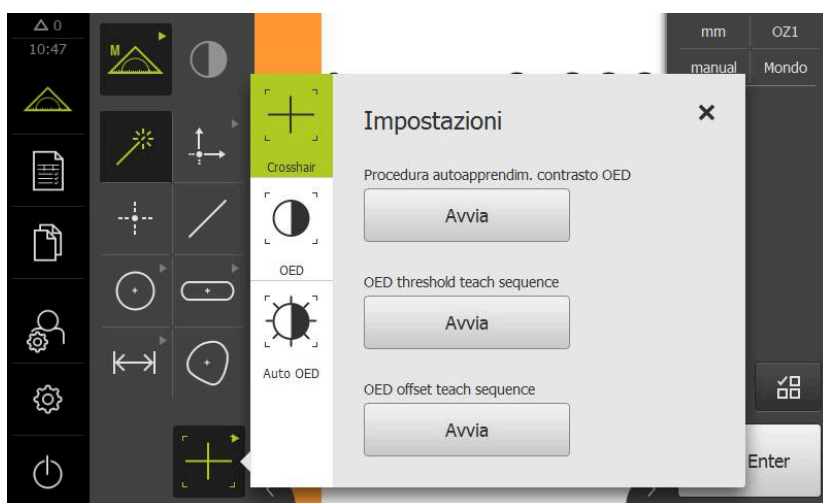 0
10:47
M
mm
OZ1
manual
Mondo
Crosshair
OED
Auto OED
Impostazioni
Procedura autoapprendim. contrasto OED
Avvia
OED threshold teach sequence
Avvia
OED offset teach sequence
Avvia
Enter